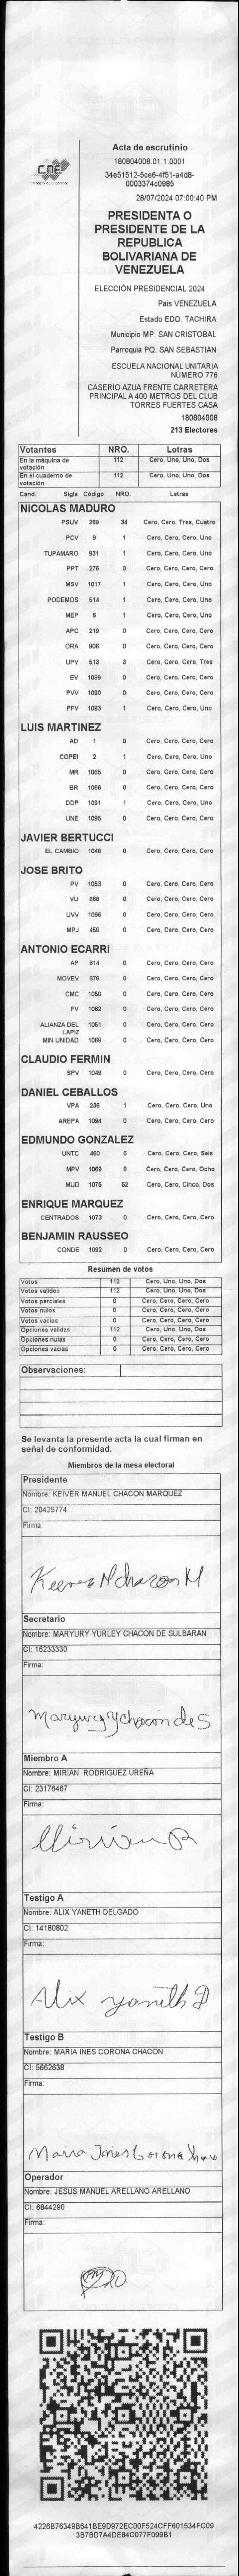 CNE
Acta de escrutinio
180804008.01.1.0001
34e51512-5ce6-4f51-a4d8-
0003374c0985
28/07/2024 07:00:40 PM
PRESIDENTA O
PRESIDENTE DE LA
REPUBLICA
BOLIVARIANA DE
VENEZUELA
ELECCIÓN PRESIDENCIAL 2024
Pais VENEZUELA
Estado EDO. TACHIRA
Municipio MP. SAN CRISTOBAL
Parroquia PQ. SAN SEBASTIAN
ESCUELA NACIONAL UNITARIA
NÚMERO 778
CASERIO AZUA FRENTE CARRETERA
PRINCIPAL A 400 METROS DEL CLUB
TORRES FUERTES CASA
180804008
213 Electores
Votantes NRO. Letras
En la máquina de votación 112 Cero, Uno, Uno, Dos
En el cuaderno de votación 112 Cero, Uno, Uno, Dos
Cand. Sigla Código NRO. Letras
NICOLAS MADURO
PSUV 269 34 Cero, Cero, Tres, Cuatro
PCV 9 1 Cero, Cero, Cero, Uno
TUPAMARO 931 1 Cero, Cero, Cero, Uno
PPT 276 0 Cero, Cero, Cero, Cero
MSV 1017 1 Cero, Cero, Cero, Uno
PODEMOS 514 1 Cero, Cero, Cero, Uno
MEP 6 1 Cero, Cero, Cero, Uno
APC 219 0 Cero, Cero, Cero, Cero
ORA 906 0 Cero, Cero, Cero, Cero
UPV 513 3 Cero, Cero, Cero, Tres
EV 1089 0 Cero, Cero, Cero, Cero
PVV 1090 0 Cero, Cero, Cero, Cero
PFV 1093 1 Cero, Cero, Cero, Uno
LUIS MARTINEZ
AD 1 0 Cero, Cero, Cero, Cero
COPEI 2 1 Cero, Cero, Cero, Uno
MR 1065 0 Cero, Cero, Cero, Cero
BR 1066 0 Cero, Cero, Cero, Cero
DDP 1091 1 Cero, Cero, Cero, Uno
UNE 1095 0 Cero, Cero, Cero, Cero
JAVIER BERTUCCI
EL CAMBIO 1048 0 Cero, Cero, Cero, Cero
JOSE BRITO
PV 1053 0 Cero, Cero, Cero, Cero
VU 869 0 Cero, Cero, Cero, Cero
UVV 1096 0 Cero, Cero, Cero, Cero
MPJ 458 0 Cero, Cero, Cero, Cero
ANTONIO ECARRI
AP 814 0 Cero, Cero, Cero, Cero
MOVEV 878 0 Cero, Cero, Cero, Cero
CMC 1050 0 Cero, Cero, Cero, Cero
FV 1062 0 Cero, Cero, Cero, Cero
ALIANZA DEL LAPIZ 1051 0 Cero, Cero, Cero, Cero
MIN UNIDAD 1068 0 Cero, Cero, Cero, Cero
CLAUDIO FERMIN
SPV 1049 0 Cero, Cero, Cero, Cero
DANIEL CEBALLOS
VPA 236 1 Cero, Cero, Cero, Uno
AREPA 1094 0 Cero, Cero, Cero, Cero
EDMUNDO GONZALEZ
UNTC 460 6 Cero, Cero, Cero, Seis
MPV 1069 8 Cero, Cero, Cero, Ocho
MUD 1075 52 Cero, Cero, Cinco, Dos
ENRIQUE MARQUEZ
CENTRADOS 1073 0 Cero, Cero, Cero, Cero
BENJAMIN RAUSSEO
CONDE 1092 0 Cero, Cero, Cero, Cero
Resumen de votos
Votos 112 Cero, Uno, Uno, Dos
Votos validos 112 Cero, Uno, Uno, Dos
Votos parciales 0 Cero, Cero, Cero, Cero
Votos nulos 0 Cero, Cero, Cero, Cero
Votos vacíos 0 Cero, Cero, Cero, Cero
Opciones validas 112 Cero, Uno, Uno, Dos
Opciones nulas 0 Cero, Cero, Cero, Cero
Opciones vacías 0 Cero, Cero, Cero, Cero
Observaciones:
Se levanta la presente acta la cual firman en
señal de conformidad.
Miembros de la mesa electoral
Presidente
Nombre: KEIVER MANUEL CHACON MARQUEZ
CI: 20425774
Firma:
Keiver M chacon M
Secretario
Nombre: MARYURY YURLEY CHACON DE SULBARAN
CI: 16233330
Firma:
Maryury y chacon de S
Miembro A
Nombre: MIRIAN RODRIGUEZ UREÑA
CI: 23176467
Firma:
Mirian R
Testigo A
Nombre: ALIX YANETH DELGADO
CI: 14180802
Firma:
Alix yaneth D
Testigo B
Nombre: MARIA INES CORONA CHACON
CI: 5662638
Firma:
Maria Ines Corona
Operador
Nombre: JESUS MANUEL ARELLANO ARELLANO
CI: 6844290
Firma:
4226B76349B641BE9D972EC00F524CFF601534FC09
3B7BD7A4DE84C077F099B1